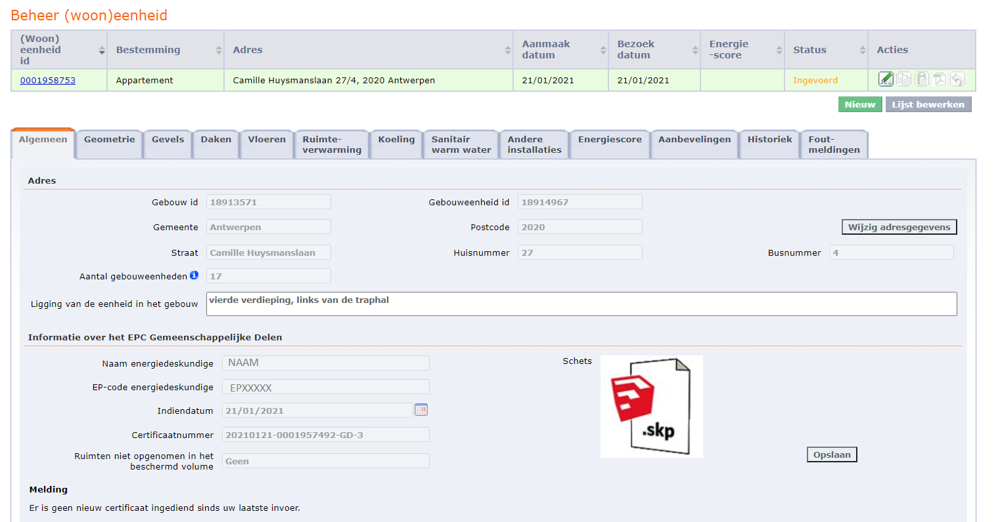 Beheer (woon)eenheid
(Woon) eenheid id Bestemming Adres Aanmaak datum Bezoek datum Energie -score Status Acties
0001958753 Appartement Camille Huysmanslaan 27/4, 2020 Antwerpen 21/01/2021 21/01/2021 Ingevoerd
Nieuw Lijst bewerken
Algemeen Geometrie Gevels Daken Vloeren Ruimte- verwarming Koeling Sanitair warm water Andere installaties Energiescore Aanbevelingen Historiek Fout- meldingen
Adres
Gebouw id 18913571 Gebouweenheid id 18914967
Gemeente Antwerpen Postcode 2020 Wijzig adresgegevens
Straat Camille Huysmanslaan Huisnummer 27 Busnummer 4
Aantal gebouweenheden 17
Ligging van de eenheid in het gebouw vierde verdieping, links van de traphal
Informatie over het EPC Gemeenschappelijke Delen
Naam energiedeskundige NAAM Schets
EP-code energiedeskundige EPXXXXX
Indiendatum 21/01/2021
.skp
Certificaatnummer 20210121-0001957492-GD-3
Ruimten niet opgenomen in het beschermd volume Geen Opslaan
Melding
Er is geen nieuw certificaat ingediend sinds uw laatste invoer.